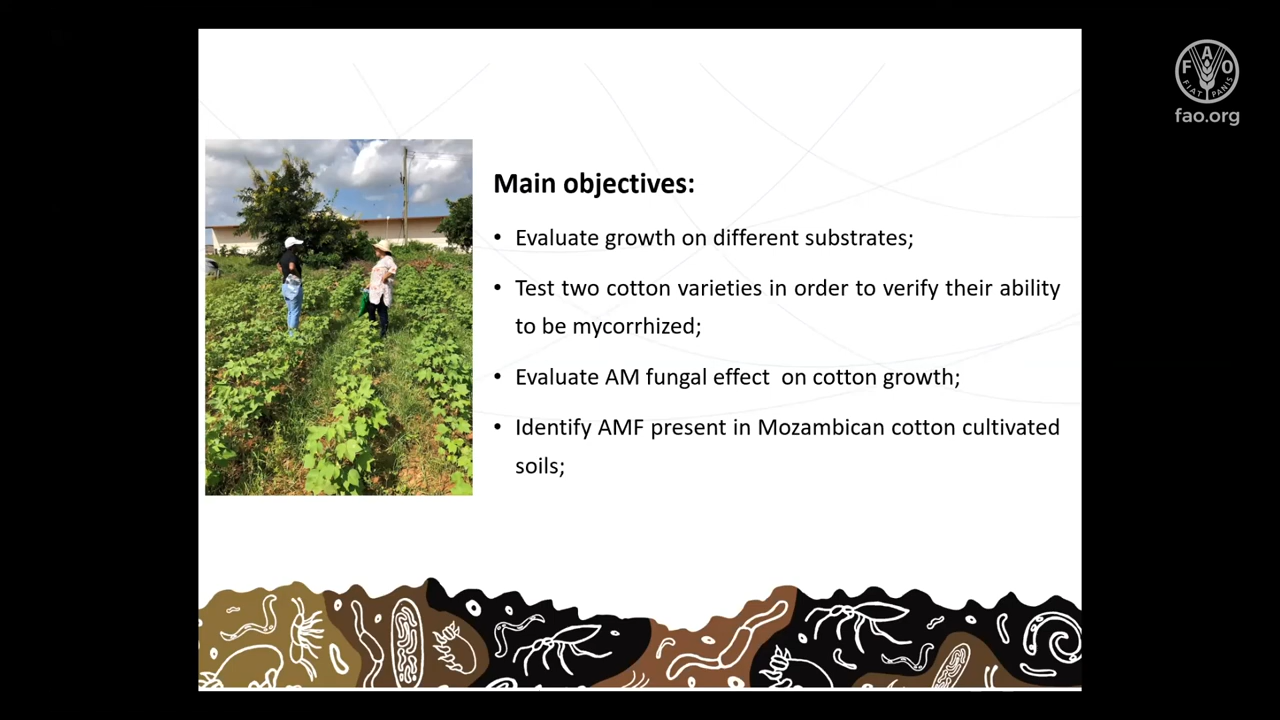 F A O
FIAT PANIS
fao.org
Main objectives:
• Evaluate growth on different substrates;
• Test two cotton varieties in order to verify their ability
to be mycorrhized;
• Evaluate AM fungal effect  on cotton growth;
• Identify AMF present in Mozambican cotton cultivated
soils;